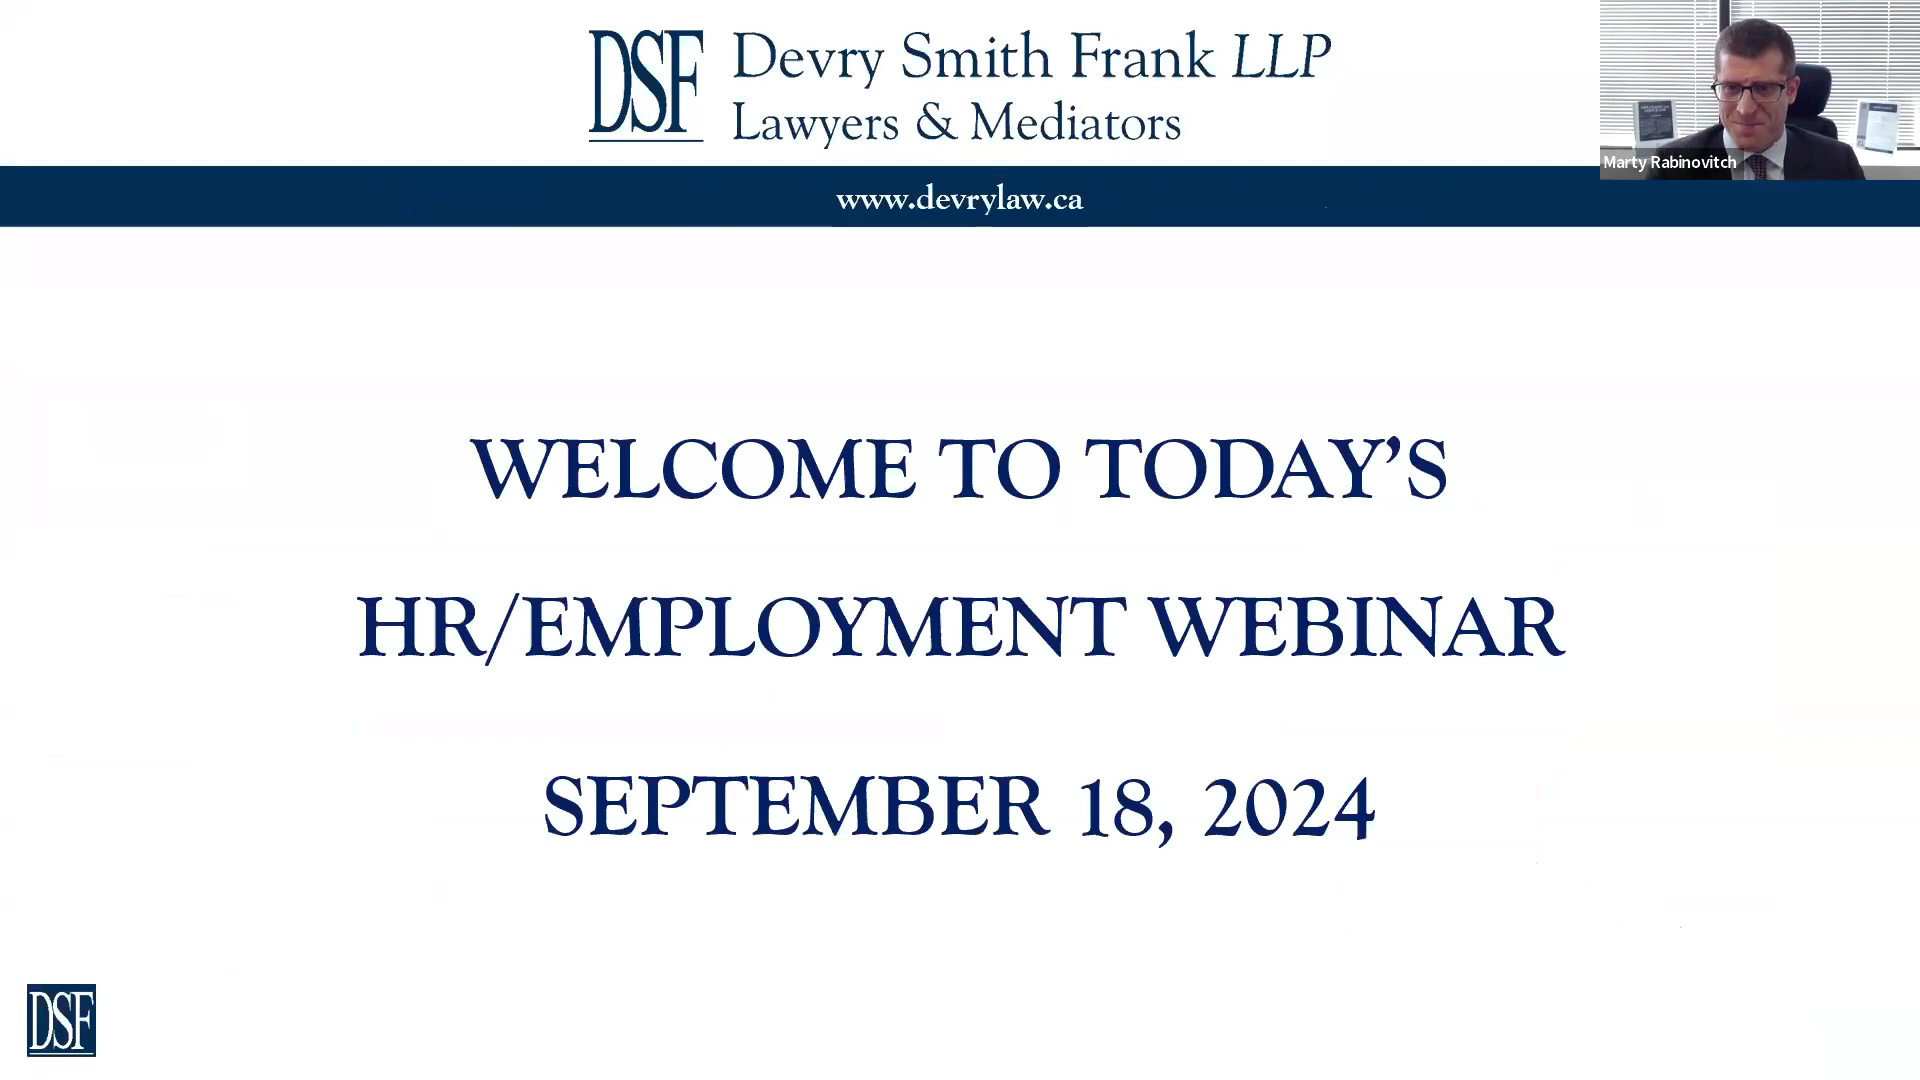 DSF
Devry Smith Frank LLP
Lawyers & Mediators
Marty Rabinovitch
www.devrylaw.ca
WELCOME TO TODAY’S
HR/EMPLOYMENT WEBINAR
SEPTEMBER 18, 2024
DSF